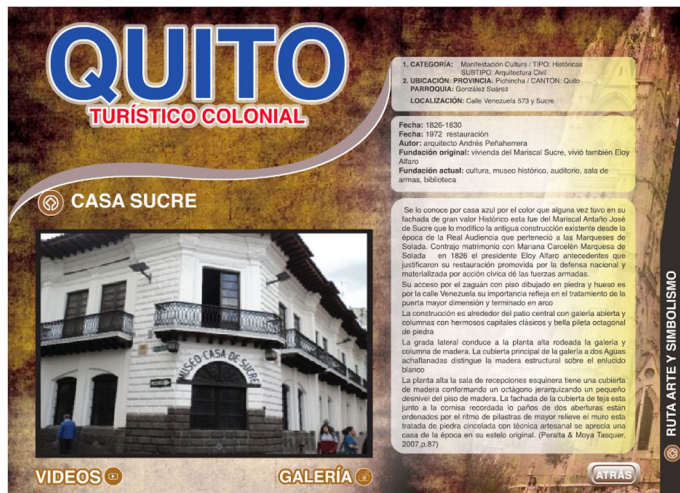 QUITO
TURÍSTICO COLONIAL
CASA SUCRE
MUSEO CASA DE SUCRE
VIDEOS
GALERÍA
1. CATEGORÍA: Manifestación Cultura / TIPO: Históricas
SUBTIPO: Arquitectura Civil
2. UBICACIÓN: PROVINCIA: Pichincha / CANTÓN: Quito
PARROQUIA: González Suárez
LOCALIZACIÓN: Calle Venezuela 573 y Sucre
Fecha: 1826-1830
Fecha: 1972 restauración
Autor: arquitecto Andrés Peñaherrera
Fundación original: vivienda del Mariscal Sucre, vivió también Eloy
Alfaro
Fundación actual: cultura, museo histórico, auditorio, sala de
armas, biblioteca
Se lo conoce por casa azul por el color que alguna vez tuvo en su
fachada de gran valor Histórico esta fue del Mariscal Antaño José
de Sucre que lo modifico la antigua construcción existente desde la
época de la Real Audiencia que perteneció a las Marqueses de
Solada. Contrajo matrimonio con Mariana Carcelén Marquesa de
Solada en 1826 el presidente Eloy Alfaro antecedentes que
justificaron su restauración promovida por la defensa nacional y
materializada por acción cívica dé las fuerzas armadas.
Su acceso por el zaguán con piso dibujado en piedra y hueso es
por la calle Venezuela su importancia refleja en el tratamiento de la
puerta mayor dimensión y terminado en arco
La construcción es alrededor del patio central con galería abierta y
columnas con hermosos capitales clásicos y bella pileta octagonal
de piedra
La grada lateral conduce a la planta alta rodeada la galería y
columna de madera. La cubierta principal de la galería a dos Aguas
achaflanadas distingue la madera estructural sobre el enlucido
blanco
La planta alta la sala de recepciones esquinera tiene una cubierta
de madera conformando un octágono jerarquizando un pequeño
desnivel del piso de madera. La fachada de la cubierta de teja esta
junto a la cornisa recordada lo paños de dos aberturas están
ordenados por el ritmo de pilastras de mayor relieve el muro esta
tratada de piedra cincelada con técnica artesanal se aprecia una
casa de la época en su estelo original. (Peralta & Moya Tasquer,
2007,p.87)
ATRÁS
RUTA ARTE Y SIMBOLISMO